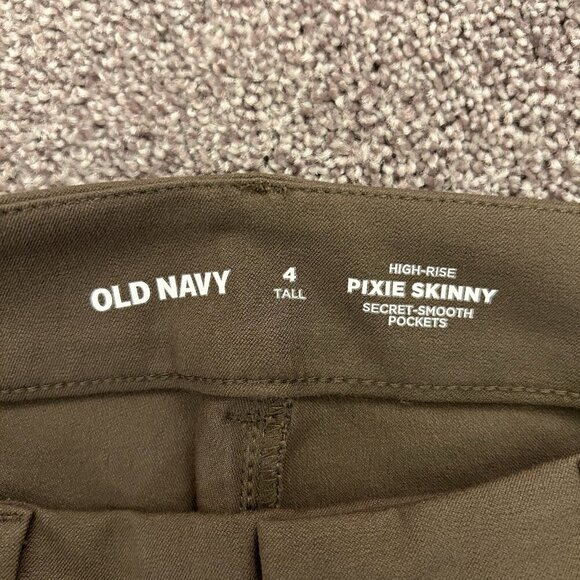 OLD NAVY
4
TALL
HIGH-RISE
PIXIE SKINNY
SECRET-SMOOTH
POCKETS